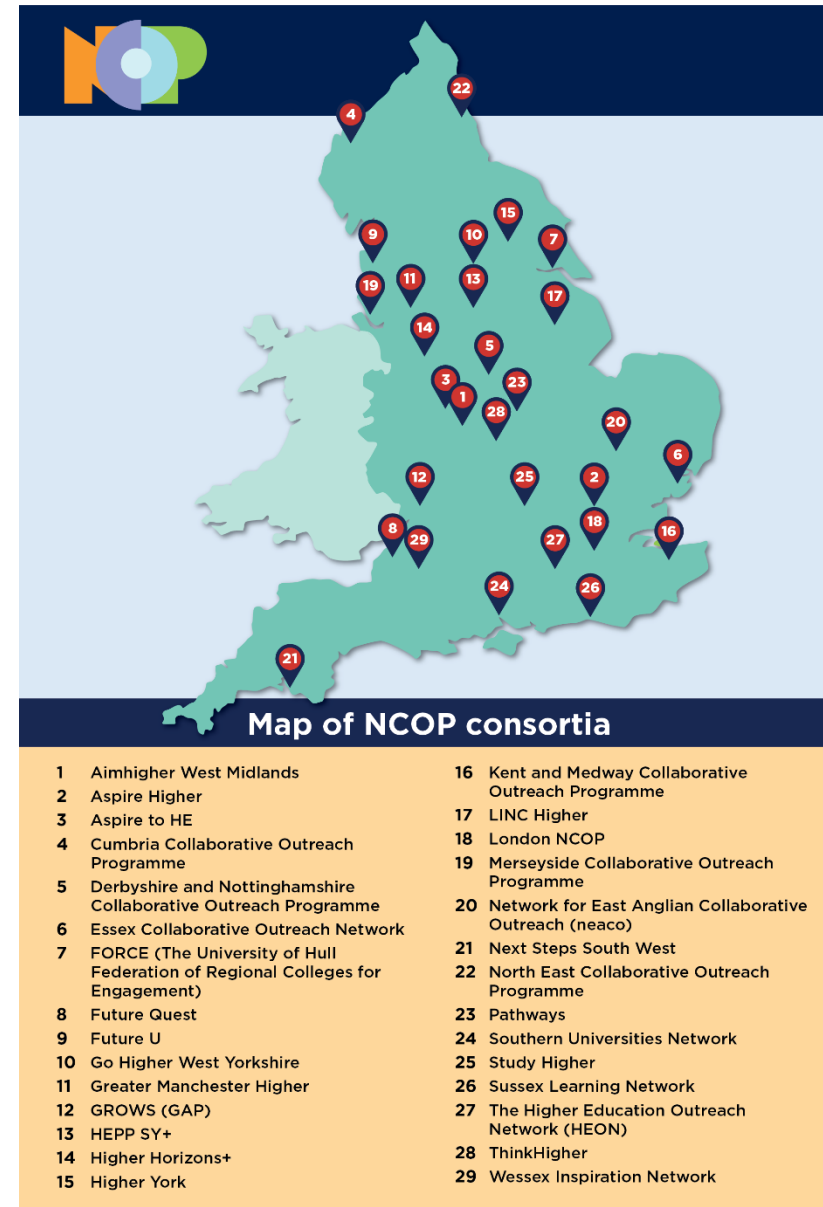 NCOP
22
4
15
9
10
7
11
13
19
17
14
5
3
23
1
28
20
6
12
25
2
8
18
29
27
16
24
26
21
Map of NCOP consortia
1 Aimhigher West Midlands
2 Aspire Higher
3 Aspire to HE
4 Cumbria Collaborative Outreach
Programme
5 Derbyshire and Nottinghamshire
Collaborative Outreach Programme
6 Essex Collaborative Outreach Network
7 FORCE (The University of Hull
Federation of Regional Colleges for
Engagement)
8 Future Quest
9 Future U
10 Go Higher West Yorkshire
11 Greater Manchester Higher
12 GROWS (GAP)
13 HEPP SY+
14 Higher Horizons+
15 Higher York
16 Kent and Medway Collaborative
Outreach Programme
17 LINC Higher
18 London NCOP
19 Merseyside Collaborative Outreach
Programme
20 Network for East Anglian Collaborative
Outreach (neaco)
21 Next Steps South West
22 North East Collaborative Outreach
Programme
23 Pathways
24 Southern Universities Network
25 Study Higher
26 Sussex Learning Network
27 The Higher Education Outreach
Network (HEON)
28 ThinkHigher
29 Wessex Inspiration Network